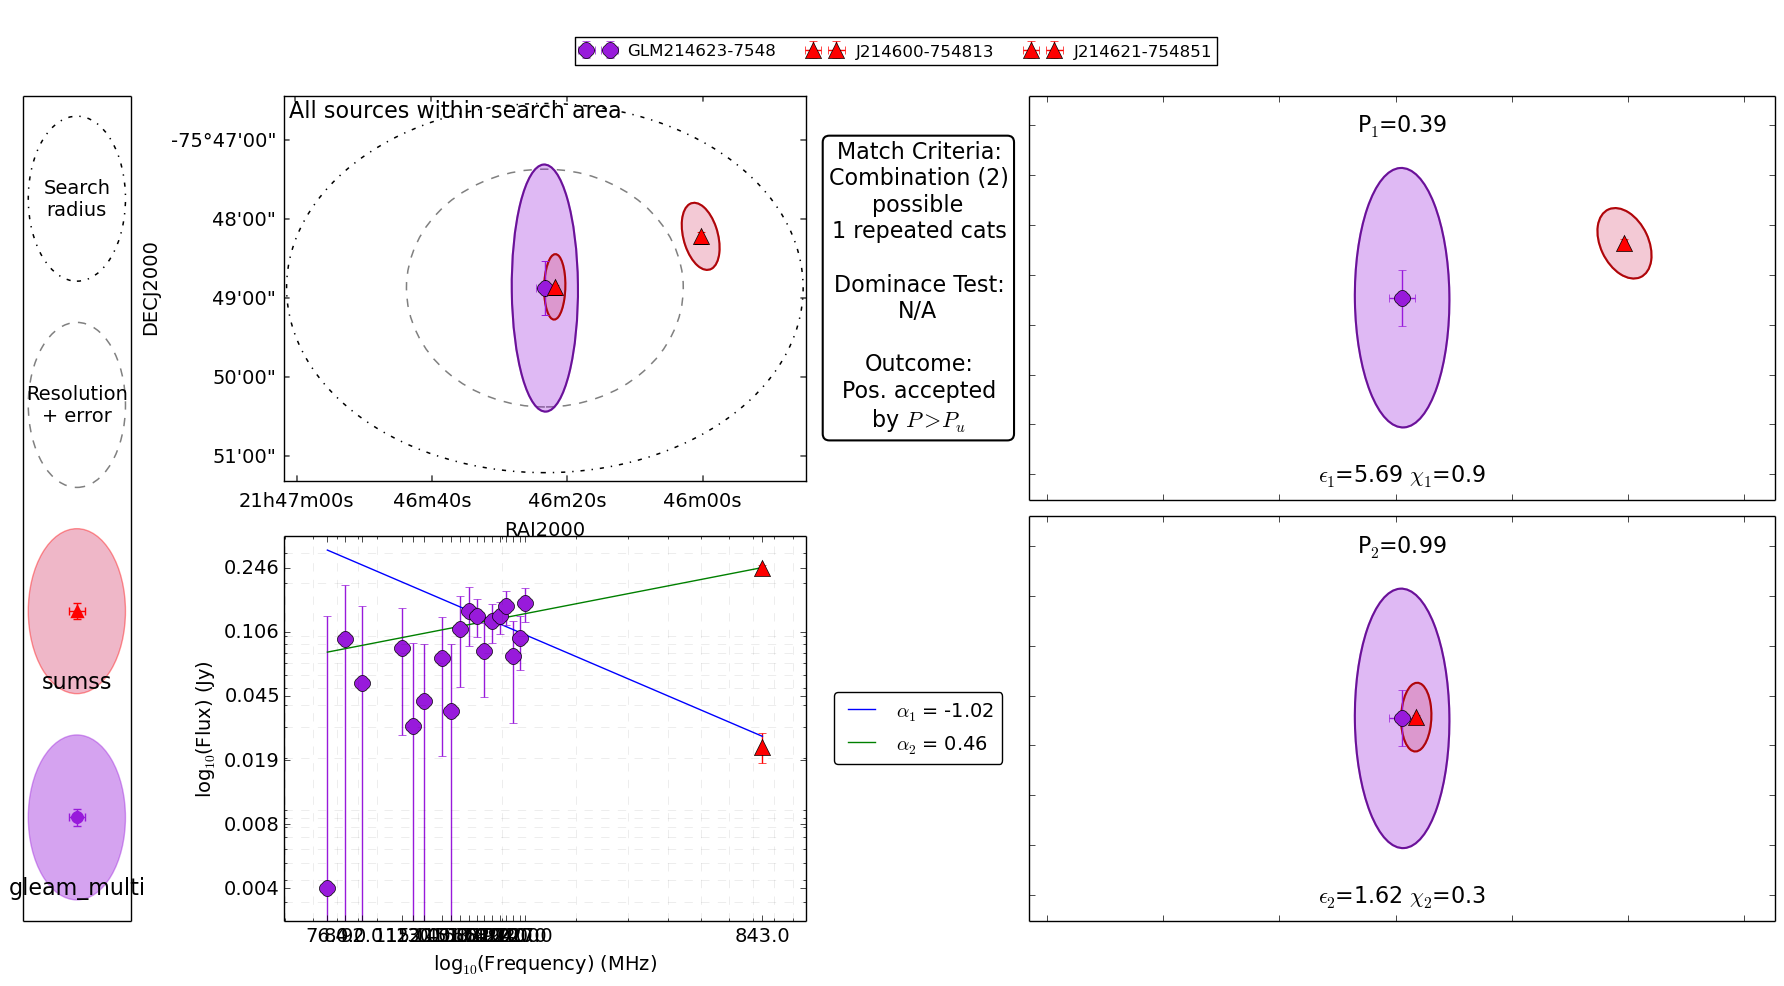 GLM214623-7548 J214600-754813 J214621-754851
Search
radius
Resolution
+ error
sumss
gleam_multi
All sources within search area
DECJ2000
-75°47'00"
48'00"
49'00"
50'00"
51'00"
21h47m00s 46m40s 46m20s 46m00s
RAJ2000
Match Criteria:
Combination (2)
possible
1 repeated cats
Dominace Test:
N/A
Outcome:
Pos. accepted
by P>Pu
P1=0.39
ϵ1=5.69 χ1=0.9
P2=0.99
ϵ2=1.62 χ2=0.3
log10(Flux) (Jy)
0.246
0.106
0.045
0.019
0.008
0.004
843.0
log10(Frequency) (MHz)
α1 = -1.02
α2 = 0.46